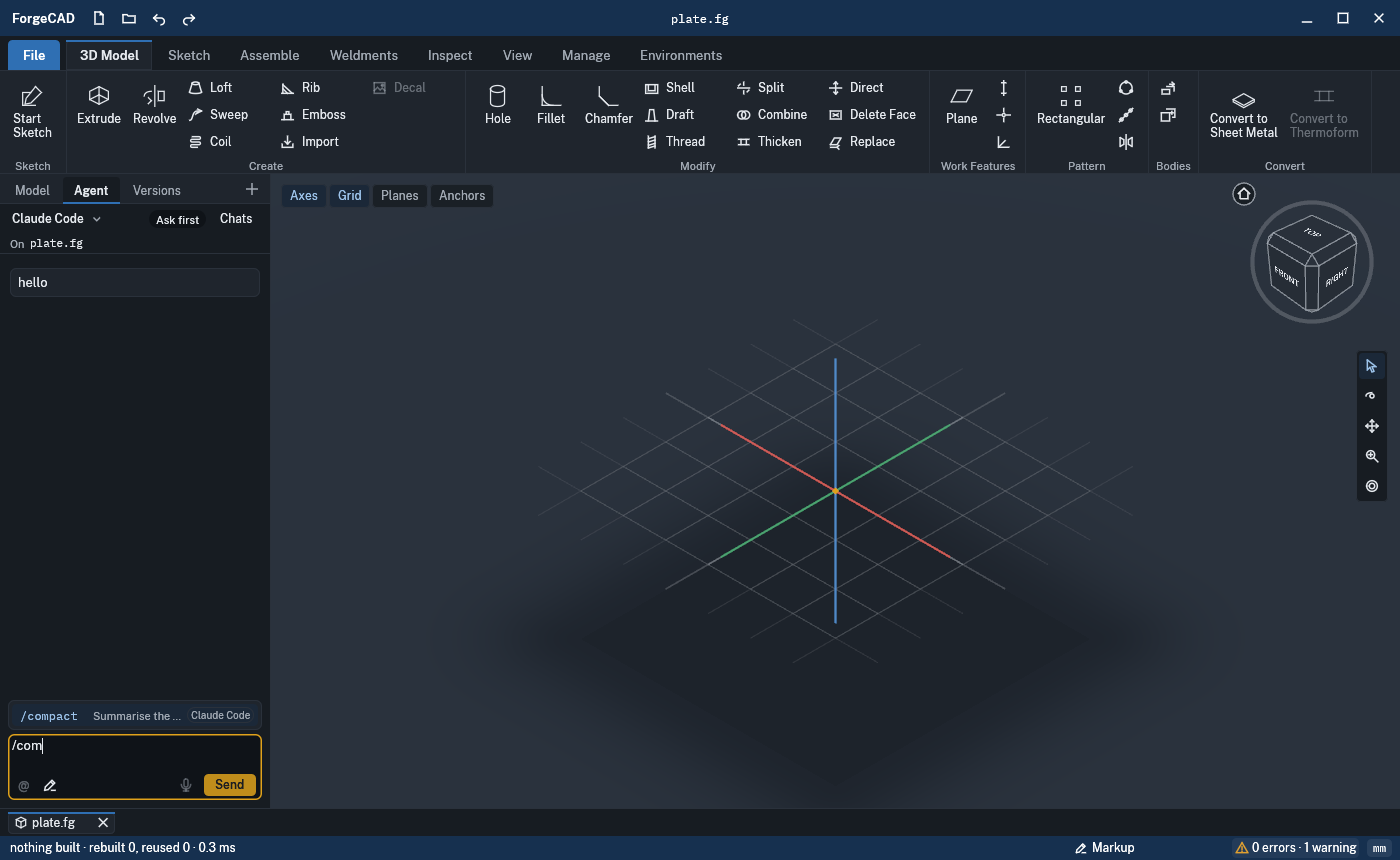 ForgeCAD
plate.fg
File
3D Model
Sketch
Assemble
Weldments
Inspect
View
Manage
Environments
Start Sketch
Sketch
Extrude
Revolve
Loft
Sweep
Coil
Rib
Emboss
Import
Decal
Create
Hole
Fillet
Chamfer
Shell
Draft
Thread
Split
Combine
Thicken
Direct
Delete Face
Replace
Modify
Plane
Work Features
Rectangular
Pattern
Bodies
Convert to Sheet Metal
Convert to Thermoform
Convert
Model
Agent
Versions
Claude Code
Ask first
Chats
On plate.fg
hello
/compact Summarise the ... Claude Code
/com
@
Send
Axes
Grid
Planes
Anchors
TOP
FRONT
RIGHT
plate.fg
nothing built · rebuilt 0, reused 0 · 0.3 ms
Markup
0 errors · 1 warning
mm